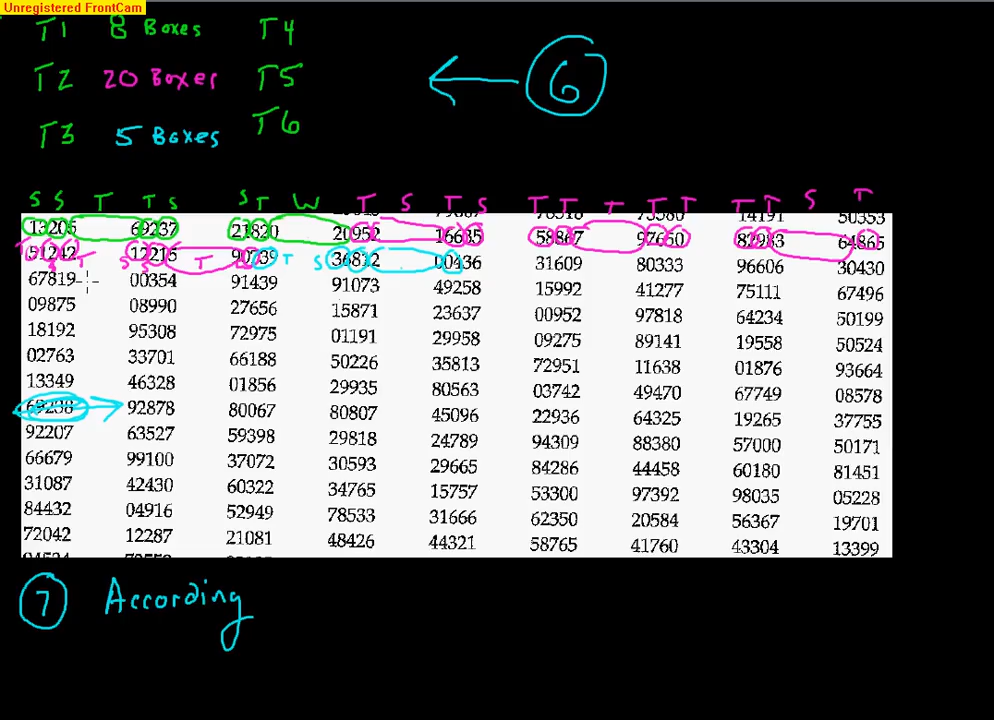 Unregistered FrontCam
T1 8 Boxes T4
T2 20 Boxes T5
T3 5 Boxes T6
6
S S T T S S T W T S T S T T T T T T T S T
13205 69237 21820 20952 16635 58867 97660 82993 64865
51242 12215 90739 36812 00436 31609 80333 96606 30430
T T S T T S
67819 00354 91439 91073 49258 15992 41277 75111 67496
09875 08990 27656 15871 23637 00952 97818 64234 50199
18192 95308 72975 01191 29958 09275 89141 19558 50524
02763 33701 66188 50226 35813 72951 11638 01876 93664
13349 46328 01856 29935 80563 03742 49470 67749 08578
69238 92878 80067 80807 45096 22936 64325 19265 37755
92207 63527 59398 29818 24789 94309 88380 57000 50171
66679 99100 37072 30593 29665 84286 44458 60180 81451
31087 42430 60322 34765 15757 53300 97392 98035 05228
84432 04916 52949 78533 31666 62350 20584 56367 19701
72042 12287 21081 48426 44321 58765 41760 43304 13399
7 According